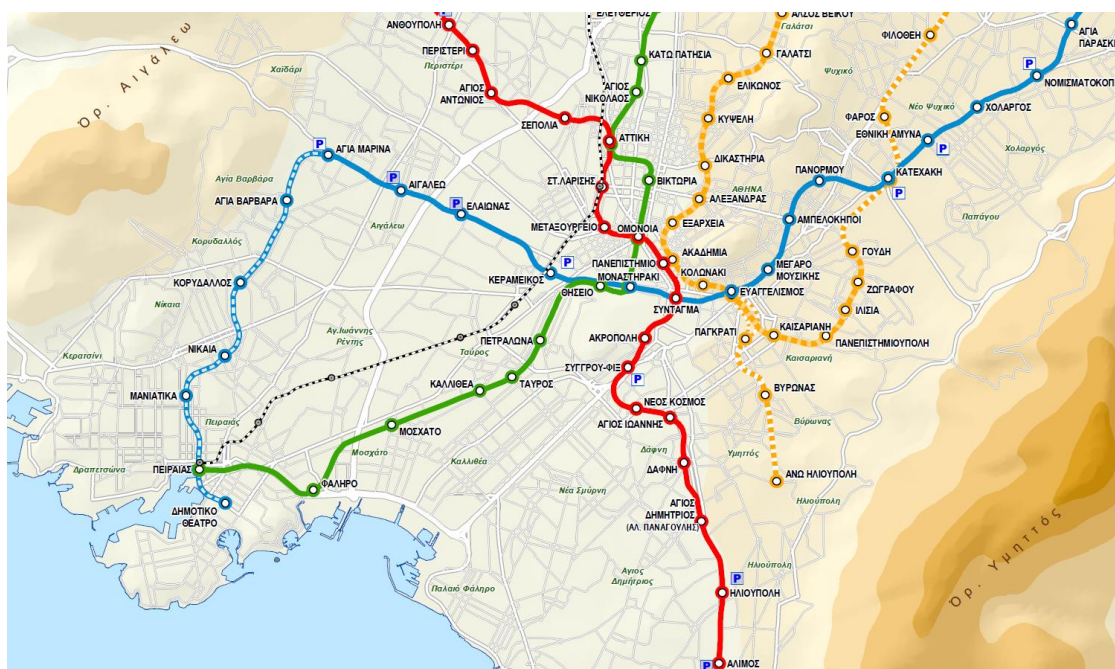 ΕΛΕΥΘΕΡΙΟΣ
ΑΛΣΟΣ ΒΕΪΚΟΥ
ΑΝΘΟΥΠΟΛΗ
P
Γαλάτσι
ΦΙΛΟΘΕΗ
ΑΓΙΑ
ΠΑΡΑΣΚ
Όρ. Αιγάλεω
Χαϊδάρι
ΠΕΡΙΣΤΕΡΙ
Περιστέρι
ΚΑΤΩ ΠΑΤΗΣΙΑ
ΓΑΛΑΤΣΙ
Ψυχικό
P
ΝΟΜΙΣΜΑΤΟΚΟΠ
ΑΓΙΟΣ
ΑΝΤΩΝΙΟΣ
ΑΓΙΟΣ
ΝΙΚΟΛΑΟΣ
ΕΛΙΚΩΝΟΣ
Νέο Ψυχικό
ΧΟΛΑΡΓΟΣ
ΣΕΠΟΛΙΑ
ΚΥΨΕΛΗ
ΦΑΡΟΣ
ΕΘΝΙΚΗ ΑΜΥΝΑ
P
Χολαργός
P
ΑΓΙΑ ΜΑΡΙΝΑ
ΑΤΤΙΚΗ
ΔΙΚΑΣΤΗΡΙΑ
ΠΑΝΟΡΜΟΥ
ΚΑΤΕΧΑΚΗ
P
Αγία Βαρβάρα
P
ΑΙΓΑΛΕΩ
ΣΤ.ΛΑΡΙΣΗΣ
ΒΙΚΤΩΡΙΑ
ΑΘΗΝΑ
ΑΓΙΑ ΒΑΡΒΑΡΑ
P
ΕΛΑΙΩΝΑΣ
ΑΛΕΞΑΝΔΡΑΣ
Παπάγου
Αιγάλεω
ΜΕΤΑΞΟΥΡΓΕΙΟ
ΟΜΟΝΟΙΑ
ΕΞΑΡΧΕΙΑ
ΑΜΠΕΛΟΚΗΠΟΙ
Κορυδαλλός
ΠΑΝΕΠΙΣΤΗΜΙΟ
ΑΚΑΔΗΜΙΑ
ΓΟΥΔΗ
ΚΕΡΑΜΕΙΚΟΣ
P
ΜΟΝΑΣΤΗΡΑΚΙ
ΚΟΛΩΝΑΚΙ
ΜΕΓΑΡΟ
ΜΟΥΣΙΚΗΣ
ΚΟΡΥΔΑΛΛΟΣ
ΘΗΣΕΙΟ
ΕΥΑΓΓΕΛΙΣΜΟΣ
ΖΩΓΡΑΦΟΥ
Νίκαια
ΣΥΝΤΑΓΜΑ
ΙΛΙΣΙΑ
Αγ.Ιωάννης
Ρέντης
ΠΕΤΡΑΛΩΝΑ
ΑΚΡΟΠΟΛΗ
ΠΑΓΚΡΑΤΙ
ΚΑΙΣΑΡΙΑΝΗ
ΠΑΝΕΠΙΣΤΗΜΙΟΥΠΟΛΗ
Κερατσίνι
ΝΙΚΑΙΑ
Ταύρος
Καισαριανή
ΣΥΓΓΡΟΥ-ΦΙΞ
P
ΤΑΥΡΟΣ
ΚΑΛΛΙΘΕΑ
ΒΥΡΩΝΑΣ
ΜΑΝΙΑΤΙΚΑ
ΝΕΟΣ ΚΟΣΜΟΣ
Πειραιάς
ΑΓΙΟΣ ΙΩΑΝΝΗΣ
Βύρωνας
ΜΟΣΧΑΤΟ
Μοσχάτο
Καλλιθέα
Δάφνη
Υμηττός
Δραπετσώνα
ΠΕΙΡΑΙΑΣ
ΔΑΦΝΗ
ΑΝΩ ΗΛΙΟΥΠΟΛΗ
ΦΑΛΗΡΟ
Νέα Σμύρνη
Ηλιούπολη
ΔΗΜΟΤΙΚΟ
ΘΕΑΤΡΟ
ΑΓΙΟΣ
ΔΗΜΗΤΡΙΟΣ
(ΑΛ. ΠΑΝΑΓΟΥΛΗΣ)
Όρ. Υμηττός
Ηλιούπολη
Αγιος
Δημήτριος
P
Παλαιό Φάληρο
ΗΛΙΟΥΠΟΛΗ
P
ΑΛΙΜΟΣ